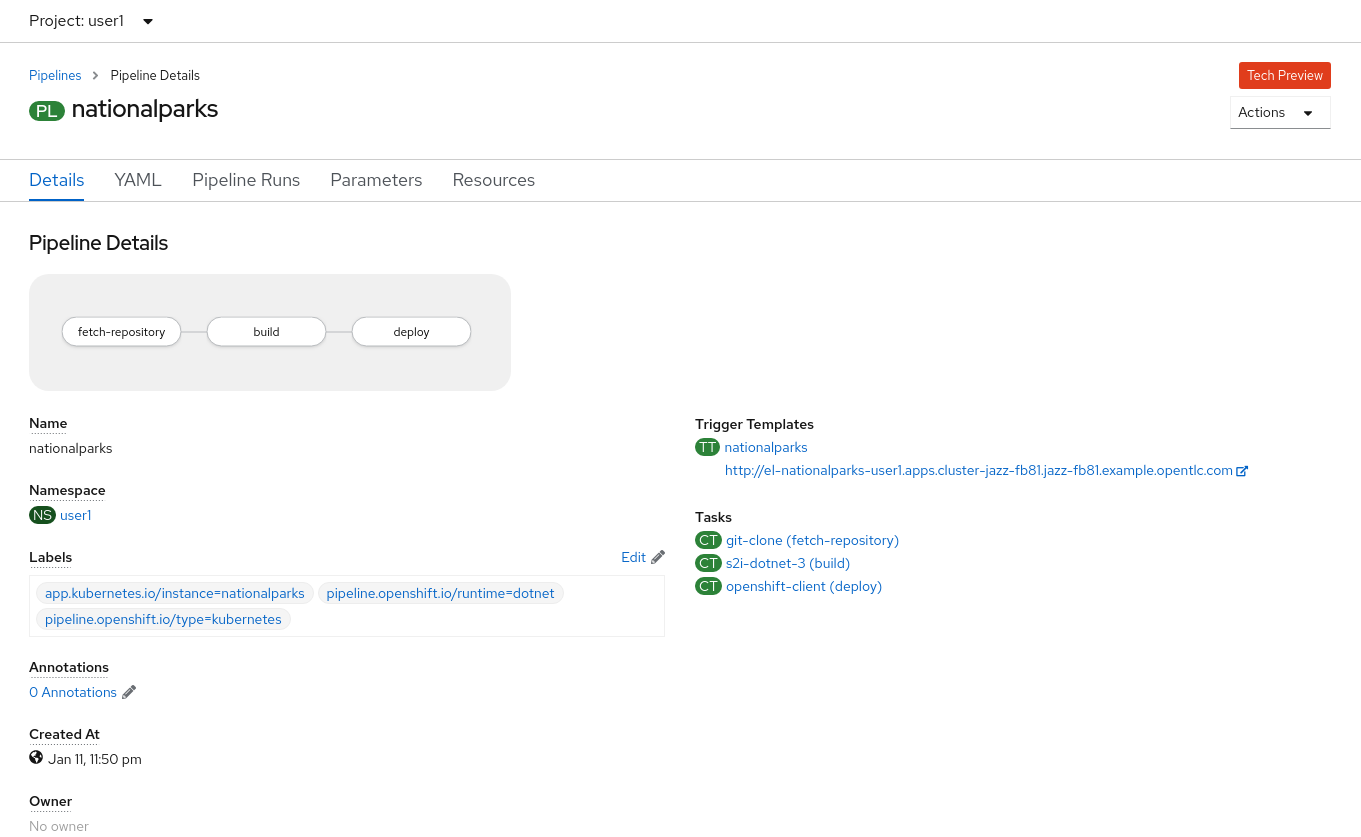 Project: user1
Pipelines > Pipeline Details
Tech Preview
PL nationalparks
Actions
Details YAML Pipeline Runs Parameters Resources
Pipeline Details
fetch-repository build deploy
Name
nationalparks
Namespace
NS user1
Labels Edit
app.kubernetes.io/instance=nationalparks pipeline.openshift.io/runtime=dotnet
pipeline.openshift.io/type=kubernetes
Annotations
0 Annotations
Created At
Jan 11, 11:50 pm
Owner
No owner
Trigger Templates
TT nationalparks
http://el-nationalparks-user1.apps.cluster-jazz-fb81.jazz-fb81.example.opentlc.com
Tasks
CT git-clone (fetch-repository)
CT s2i-dotnet-3 (build)
CT openshift-client (deploy)